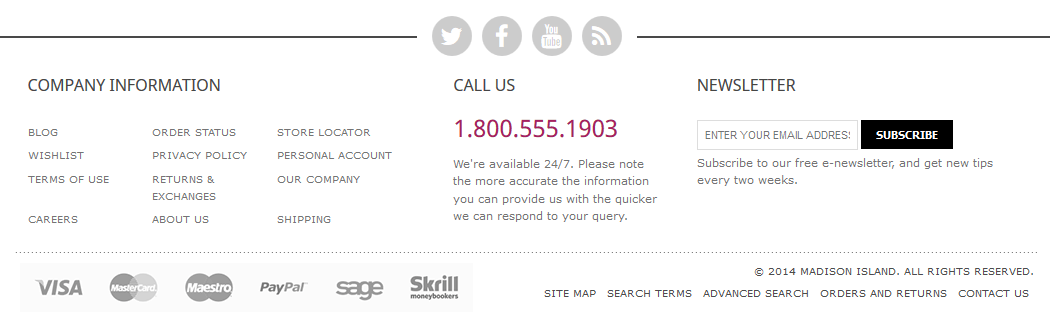 You Tube
COMPANY INFORMATION
BLOG ORDER STATUS STORE LOCATOR
WISHLIST PRIVACY POLICY PERSONAL ACCOUNT
TERMS OF USE RETURNS & EXCHANGES OUR COMPANY
CAREERS ABOUT US SHIPPING
CALL US
1.800.555.1903
We're available 24/7. Please note
the more accurate the information
you can provide us with the quicker
we can respond to your query.
NEWSLETTER
ENTER YOUR EMAIL ADDRESS SUBSCRIBE
Subscribe to our free e-newsletter, and get new tips
every two weeks.
VISA MasterCard Maestro PayPal sage Skrill moneybookers
© 2014 MADISON ISLAND. ALL RIGHTS RESERVED.
SITE MAP SEARCH TERMS ADVANCED SEARCH ORDERS AND RETURNS CONTACT US